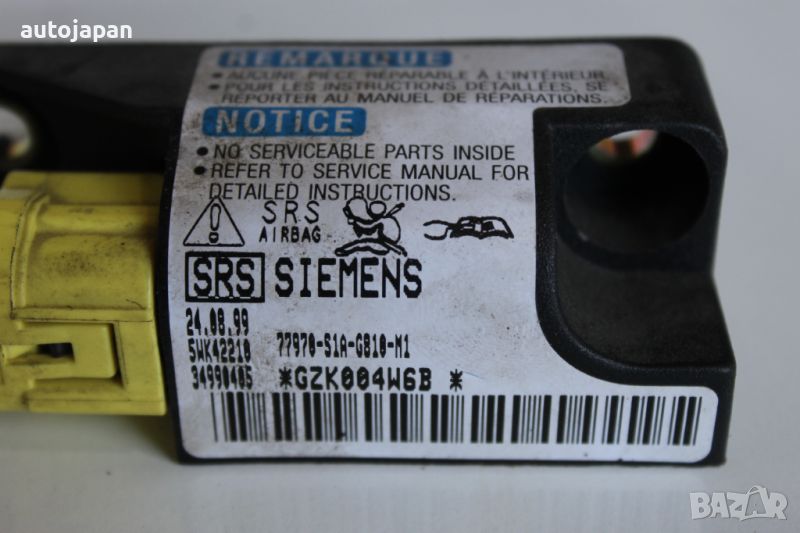 autojapan
REMARQUE
• AUCUNE PIÈCE RÉPARABLE À L'INTÉRIEUR.
• POUR LES INSTRUCTIONS DÉTAILLÉES, SE
REPORTER AU MANUEL DE RÉPARATIONS.
NOTICE
• NO SERVICEABLE PARTS INSIDE
• REFER TO SERVICE MANUAL FOR
DETAILED INSTRUCTIONS.
SRS
AIRBAG
SRS SIEMENS
24.08.99
5WK42210 77970-S1A-G810-M1
34990405 *GZK004W6B *
BAZAR